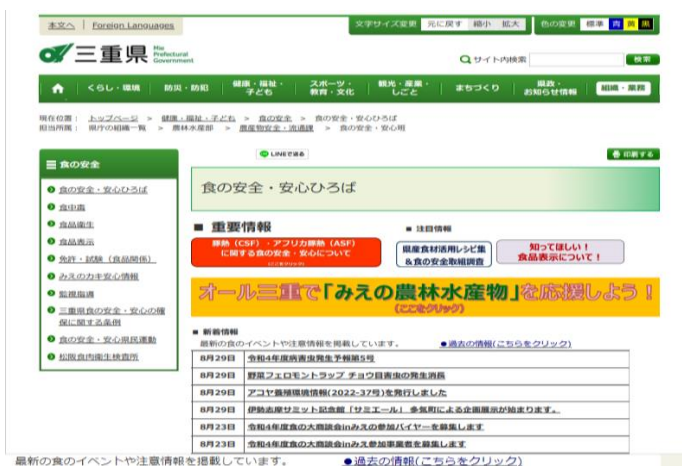 本文へ | Foreign Languages
文字サイズ変更 元に戻す 縮小 拡大 色の変更 標準 青 黄 黒
三重県 Mie Prefectural Government
サイト内検索 検索
くらし・環境 防災・防犯 健康・福祉・子ども スポーツ・教育・文化 観光・産業・しごと まちづくり 県政・お知らせ情報 組織・業務
現在位置: トップページ > 健康・福祉・子ども > 食の安全 > 食の安全・安心ひろば
担当所属: 県庁の組織一覧 > 農林水産部 > 農産物安全・流通課 > 食の安全・安心班
食の安全
LINEで送る
印刷する
食の安全・安心ひろば
食中毒
食品衛生
食品表示
免許・試験(食品関係)
みえのカキ安心情報
監視指導
三重県食の安全・安心の確保に関する条例
食の安全・安心県民運動
松阪食肉衛生検査所
食の安全・安心ひろば
■ 重要情報
■ 注目情報
豚熱(CSF)・アフリカ豚熱(ASF)
に関する食の安全・安心について
(ここをクリック)
県産食材活用レシピ集
&食の安全取組調査
知ってほしい!
食品表示について!
オール三重で「みえの農林水産物」を応援しよう!
(ここをクリック)
■ 新着情報
最新の食のイベントや注意情報を掲載しています。 ●過去の情報(こちらをクリック)
8月29日 令和4年度病害虫発生予報第5号
8月29日 野菜フェロモントラップ チョウ目害虫の発生消長
8月29日 アコヤ養殖環境情報(2022-37号)を発行しました
8月29日 伊勢志摩サミット記念館「サミエール」 多気町による企画展示が始まります。
8月23日 令和4年度食の大商談会inみえの参加バイヤーを募集します
8月23日 令和4年度食の大商談会inみえ参加事業者を募集します
最新の食のイベントや注意情報を掲載しています。 ●過去の情報(こちらをクリック)